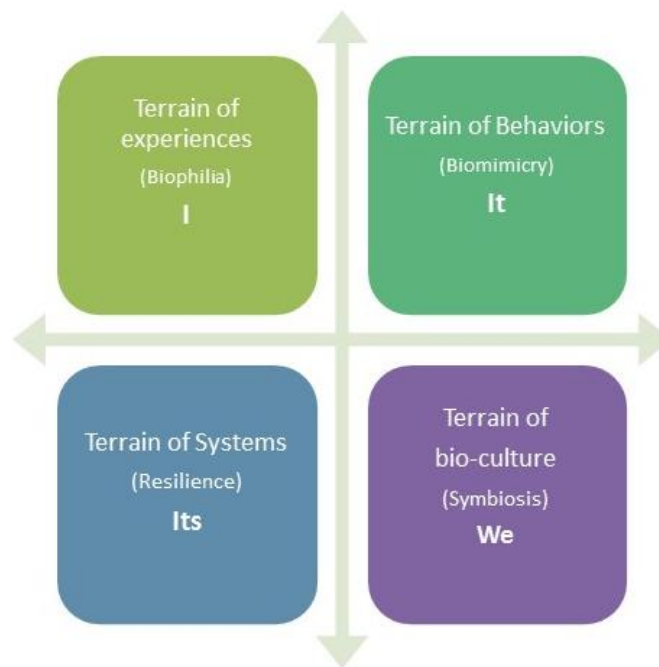 Terrain of
experiences
(Biophilia)
I
Terrain of Behaviors
(Biomimicry)
It
Terrain of Systems
(Resilience)
Its
Terrain of
bio-culture
(Symbiosis)
We